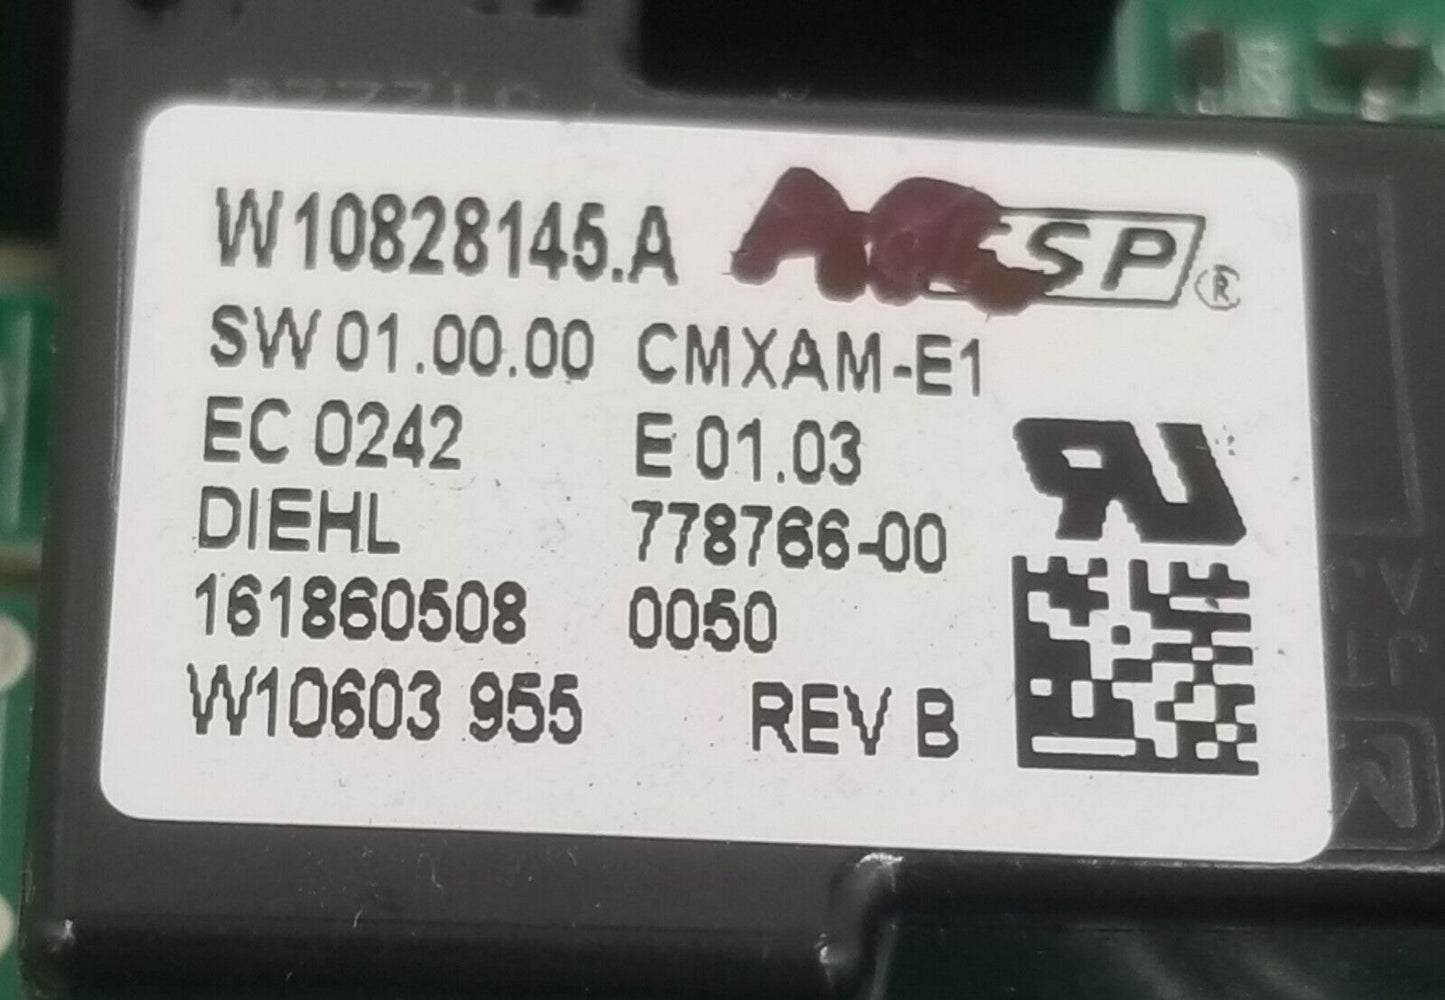 W10828145.A SP ®
SW 01.00.00 CMXAM-E1
EC 0242 E 01.03
DIEHL 778766-00
161860508 0050
W10603 955 REV B